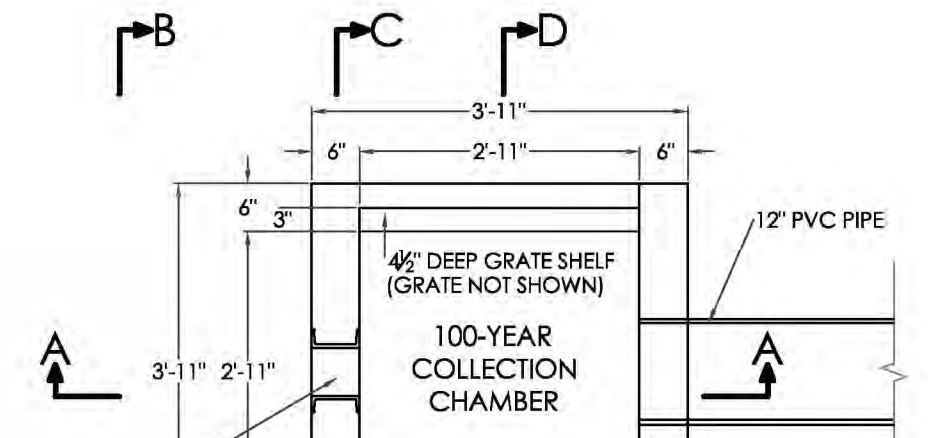 B
C
D
3'-11"
6"
2'-11"
6"
6"
3"
12" PVC PIPE
4½" DEEP GRATE SHELF
(GRATE NOT SHOWN)
100-YEAR
COLLECTION
CHAMBER
A
A
3'-11"
2'-11"